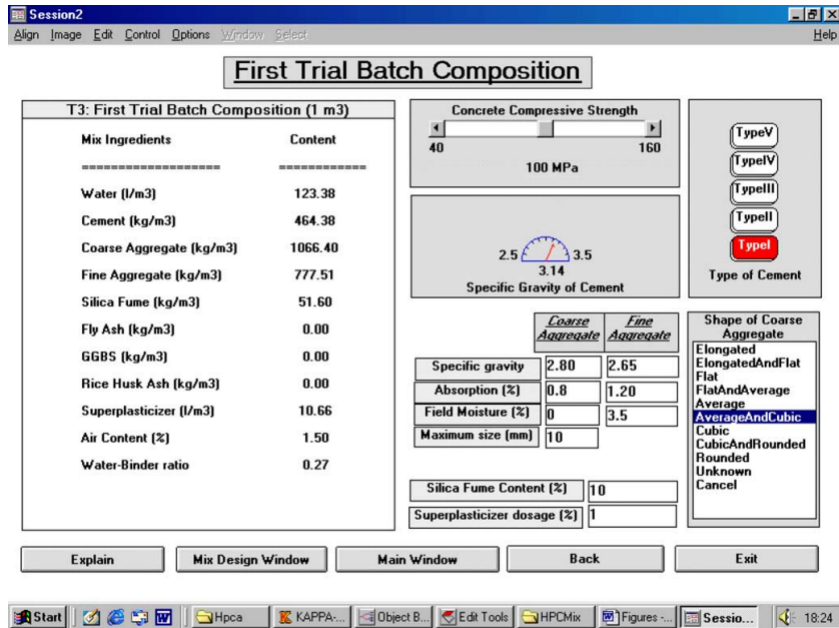 Session2
Align Image Edit Control Options Window Select Help
First Trial Batch Composition
T3: First Trial Batch Composition (1 m3)
Mix Ingredients Content
=================== ============
Water (l/m3) 123.38
Cement (kg/m3) 464.38
Coarse Aggregate (kg/m3) 1066.40
Fine Aggregate (kg/m3) 777.51
Silica Fume (kg/m3) 51.60
Fly Ash (kg/m3) 0.00
GGBS (kg/m3) 0.00
Rice Husk Ash (kg/m3) 0.00
Superplasticizer (l/m3) 10.66
Air Content (%) 1.50
Water-Binder ratio 0.27
Concrete Compressive Strength
40 160
100 MPa
2.5 3.5
3.14
Specific Gravity of Cement
TypeV
TypeIV
TypeIII
TypeII
TypeI
Type of Cement
Coarse Fine
Aggregate Aggregate
Specific gravity 2.80 2.65
Absorption (%) 0.8 1.20
Field Moisture (%) 0 3.5
Maximum size (mm) 10
Silica Fume Content (%) 10
Superplasticizer dosage (%) 1
Shape of Coarse
Aggregate
Elongated
ElongatedAndFlat
Flat
FlatAndAverage
Average
AverageAndCubic
Cubic
CubicAndRounded
Rounded
Unknown
Cancel
Explain Mix Design Window Main Window Back Exit
Start Hpca KAPPA-... Object B... Edit Tools HPCMix Figures -... Sessio... 18:24